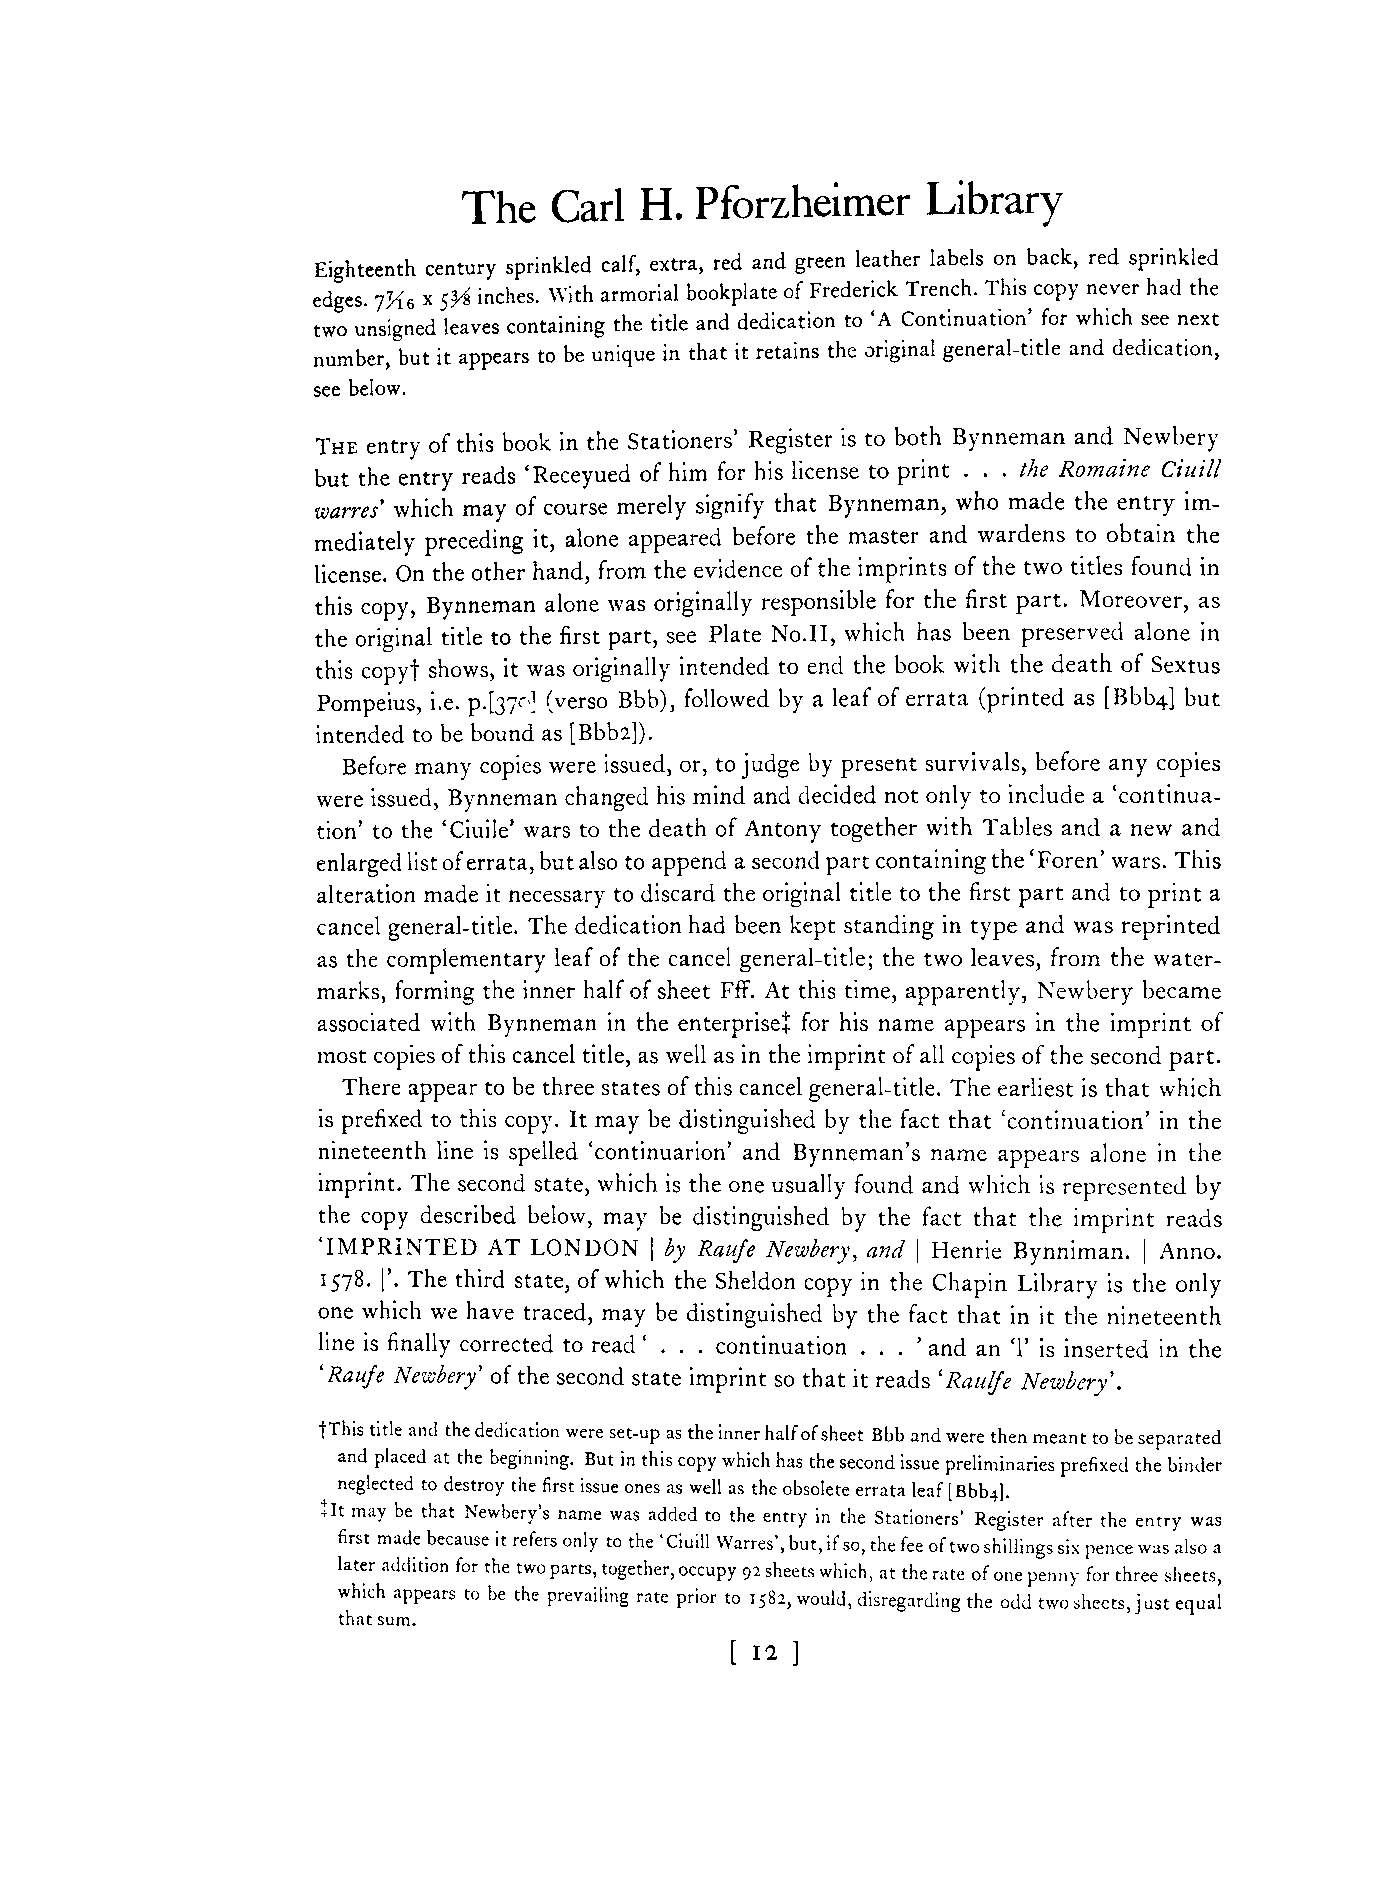 The Carl H. Pforzheimer Library
Eighteenth century sprinkled calf, extra, red and green leather labels on back, red sprinkled
edges. 7 7/16 x 5 3/8 inches. With armorial bookplate of Frederick Trench. This copy never had the
two unsigned leaves containing the title and dedication to ‘A Continuation’ for which see next
number, but it appears to be unique in that it retains the original general-title and dedication,
see below.
THE entry of this book in the Stationers’ Register is to both Bynneman and Newbery
but the entry reads ‘Receyued of him for his license to print . . . the Romaine Ciuill
warres’ which may of course merely signify that Bynneman, who made the entry im-
mediately preceding it, alone appeared before the master and wardens to obtain the
license. On the other hand, from the evidence of the imprints of the two titles found in
this copy, Bynneman alone was originally responsible for the first part. Moreover, as
the original title to the first part, see Plate No.II, which has been preserved alone in
this copy† shows, it was originally intended to end the book with the death of Sextus
Pompeius, i.e. (verso Bbb), followed by a leaf of errata (printed as [Bbb4] but
intended to be bound as [Bbb2]).
Before many copies were issued, or, to judge by present survivals, before any copies
were issued, Bynneman changed his mind and decided not only to include a ‘continua-
tion’ to the ‘Ciuile’ wars to the death of Antony together with Tables and a new and
enlarged list of errata, but also to append a second part containing the ‘Foren’ wars. This
alteration made it necessary to discard the original title to the first part and to print a
cancel general-title. The dedication had been kept standing in type and was reprinted
as the complementary leaf of the cancel general-title; the two leaves, from the water-
marks, forming the inner half of sheet Fff. At this time, apparently, Newbery became
associated with Bynneman in the enterprise‡ for his name appears in the imprint of
most copies of this cancel title, as well as in the imprint of all copies of the second part.
There appear to be three states of this cancel general-title. The earliest is that which
is prefixed to this copy. It may be distinguished by the fact that ‘continuation’ in the
nineteenth line is spelled ‘continuarion’ and Bynneman’s name appears alone in the
imprint. The second state, which is the one usually found and which is represented by
the copy described below, may be distinguished by the fact that the imprint reads
‘IMPRINTED AT LONDON | by Raufe Newbery, and | Henrie Bynniman. | Anno.
1578. |’. The third state, of which the Sheldon copy in the Chapin Library is the only
one which we have traced, may be distinguished by the fact that in it the nineteenth
line is finally corrected to read ‘ . . . continuation . . . ’ and an ‘l’ is inserted in the
‘Raufe Newbery’ of the second state imprint so that it reads ‘Raulfe Newbery’.
†This title and the dedication were set-up as the inner half of sheet Bbb and were then meant to be separated
and placed at the beginning. But in this copy which has the second issue preliminaries prefixed the binder
neglected to destroy the first issue ones as well as the obsolete errata leaf [Bbb4].
‡It may be that Newbery’s name was added to the entry in the Stationers’ Register after the entry was
first made because it refers only to the ‘Ciuill Warres’, but, if so, the fee of two shillings six pence was also a
later addition for the two parts, together, occupy 92 sheets which, at the rate of one penny for three sheets,
which appears to be the prevailing rate prior to 1582, would, disregarding the odd two sheets, just equal
that sum.
[ 12 ]